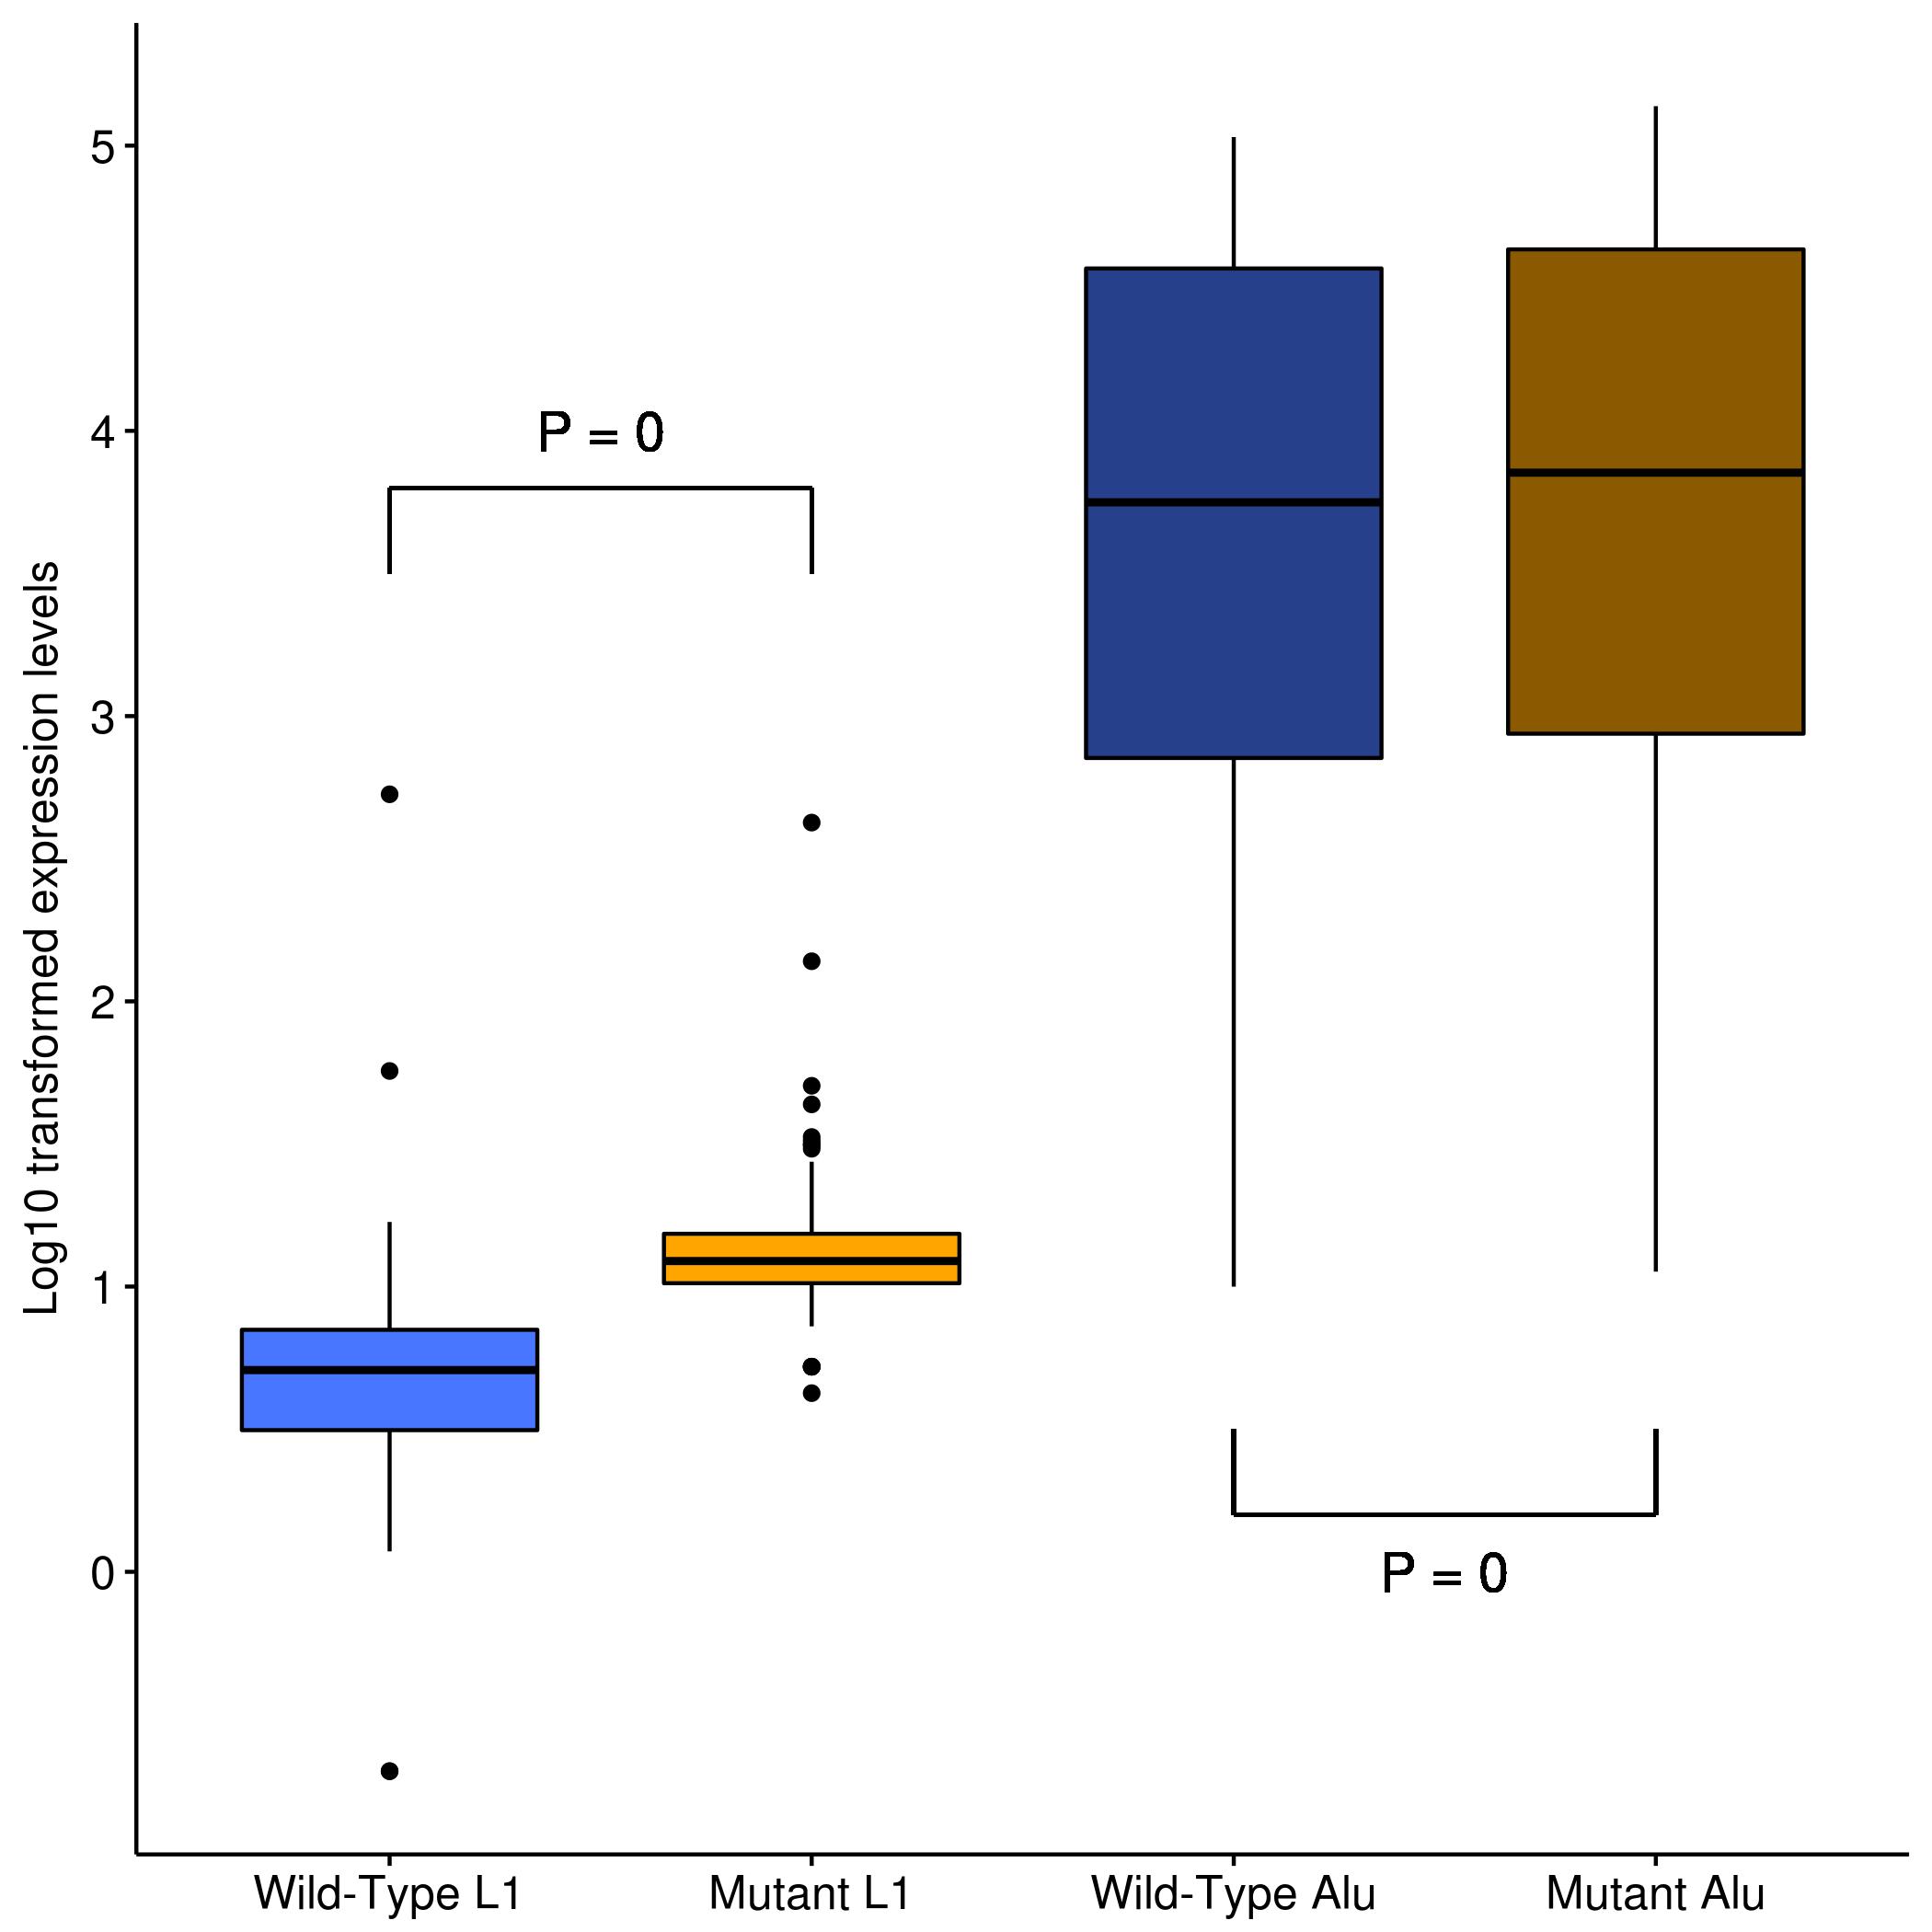 Log10 transformed expression levels
5
4
3
2
1
0
P = 0
P = 0
Wild-Type L1
Mutant L1
Wild-Type Alu
Mutant Alu